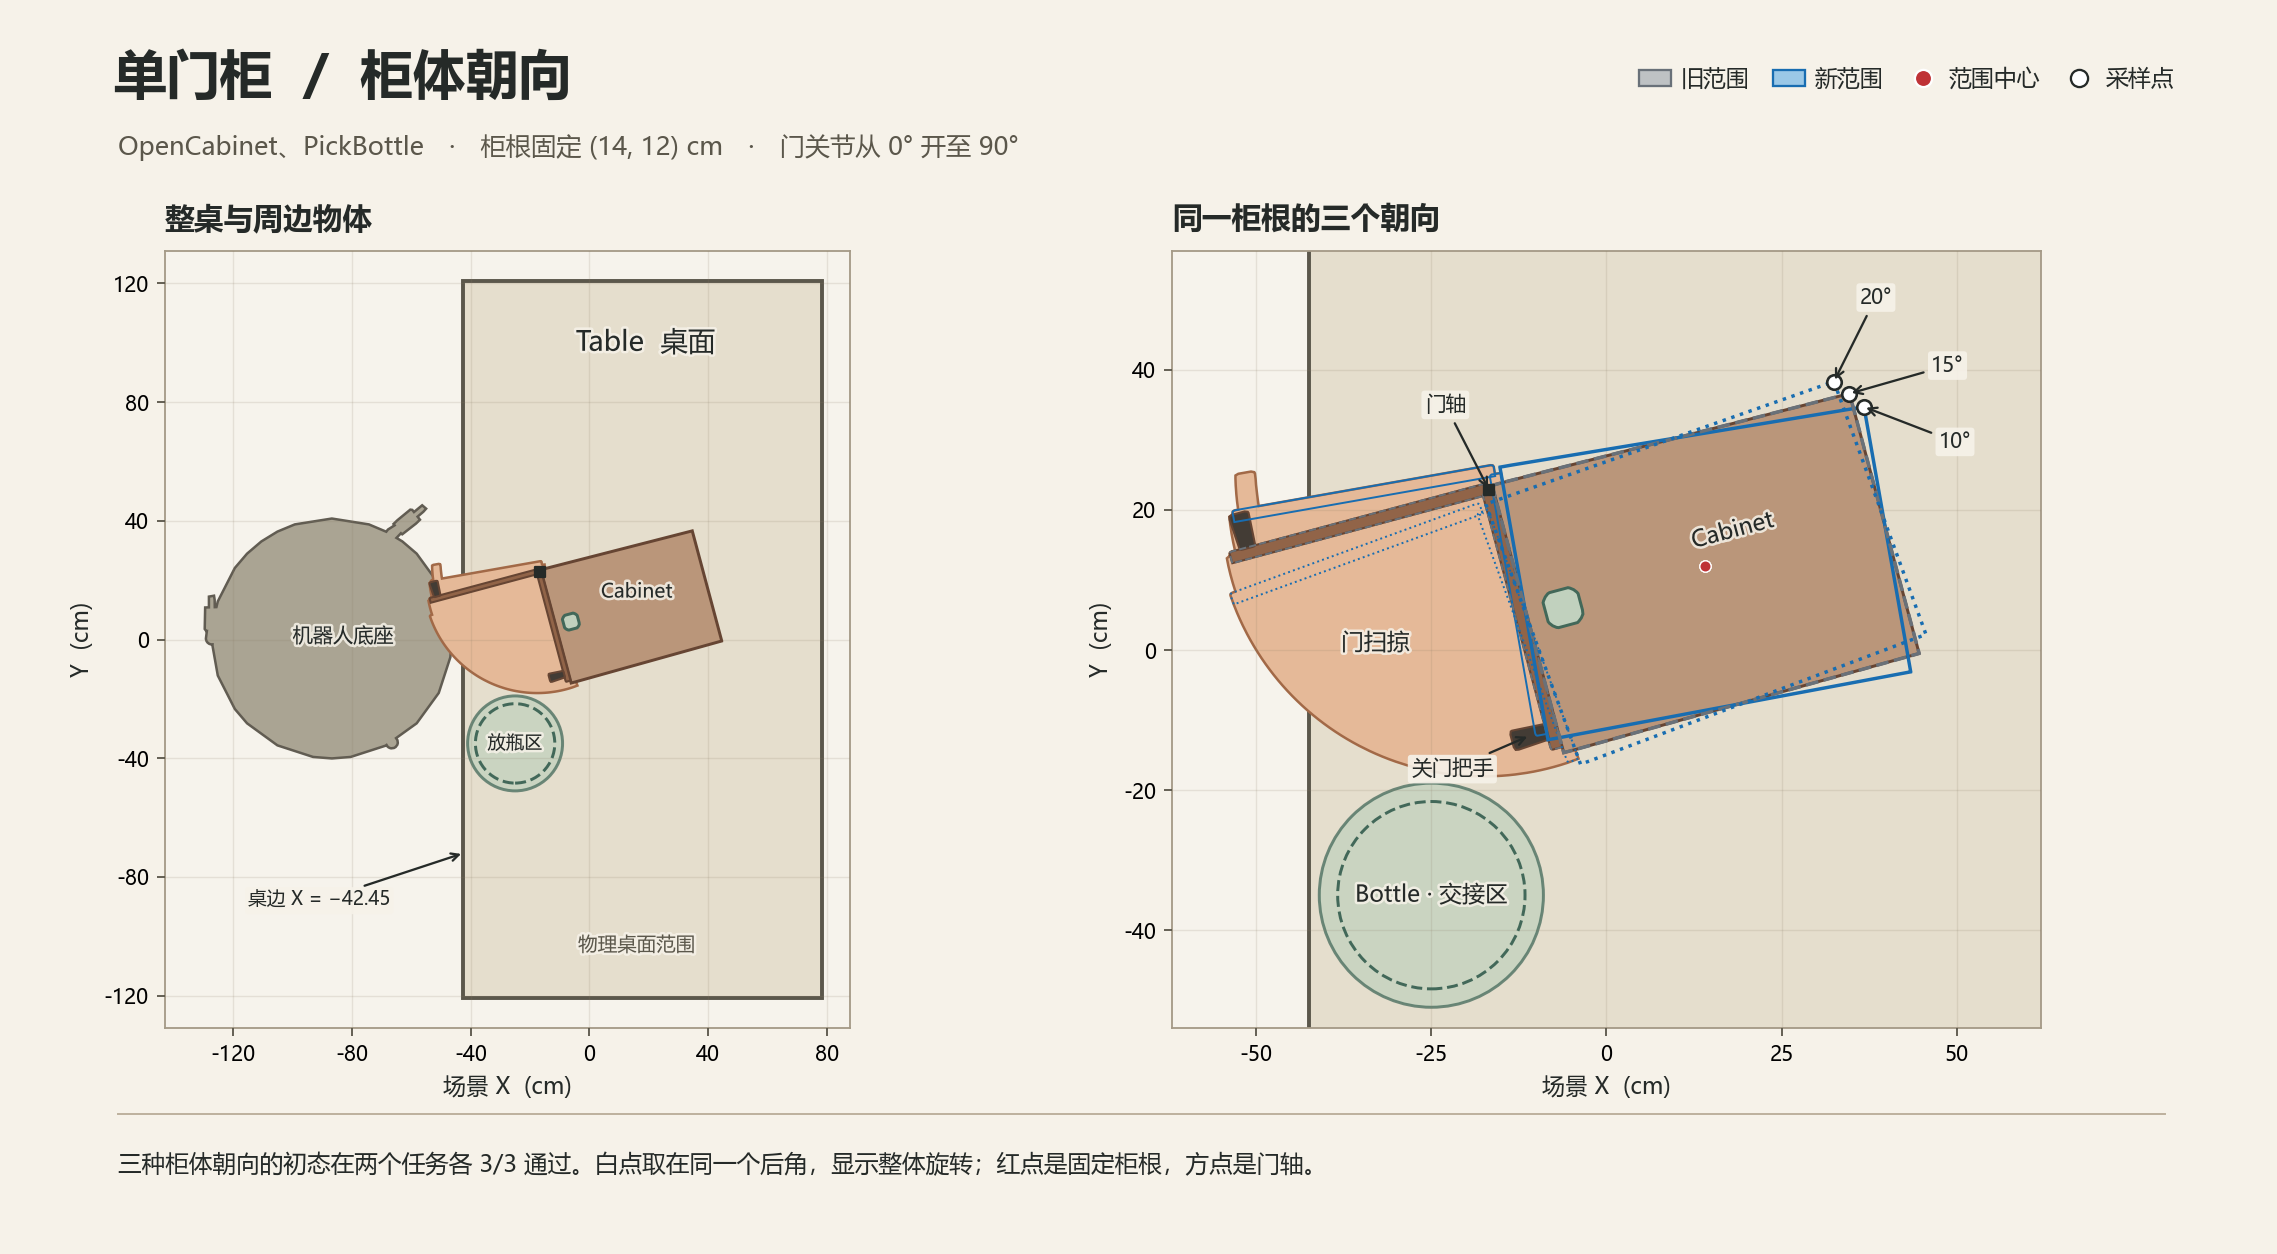 单门柜 / 柜体朝向
旧范围 新范围 范围中心 采样点
OpenCabinet、PickBottle · 柜根固定 (14, 12) cm · 门关节从 0° 开至 90°
整桌与周边物体
120
80
40
0
-40
-80
-120
Y (cm)
Table 桌面
Cabinet
机器人底座
放瓶区
桌边 X = −42.45
物理桌面范围
-120 -80 -40 0 40 80
场景 X (cm)
同一柜根的三个朝向
40
20
0
-20
-40
Y (cm)
20°
15°
10°
门轴
Cabinet
门扫掠
关门把手
Bottle · 交接区
-50 -25 0 25 50
场景 X (cm)
三种柜体朝向的初态在两个任务各 3/3 通过。白点取在同一个后角，显示整体旋转；红点是固定柜根，方点是门轴。